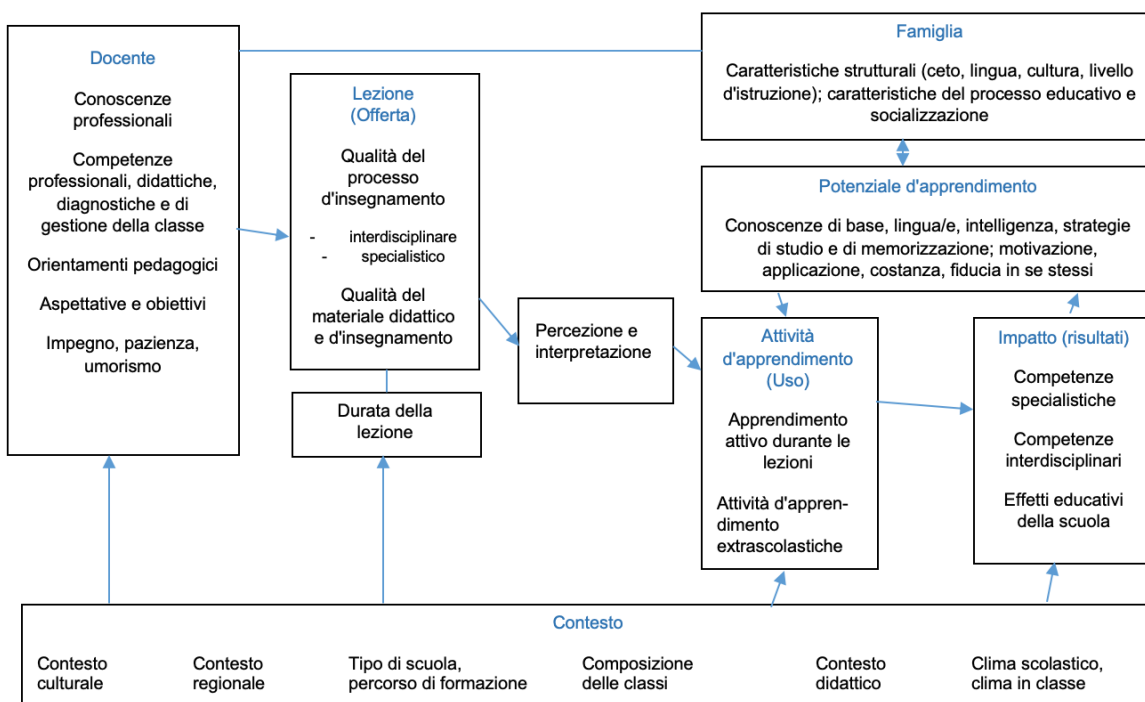 Docente
Conoscenze
professionali
Competenze
professionali, didattiche,
diagnostiche e di
gestione della classe
Orientamenti pedagogici
Aspettative e obiettivi
Impegno, pazienza,
umorismo
Lezione
(Offerta)
Qualità del
processo
d'insegnamento
- interdisciplinare
- specialistico
Qualità del
materiale didattico
e d'insegnamento
Durata della
lezione
Percezione e
interpretazione
Famiglia
Caratteristiche strutturali (ceto, lingua, cultura, livello
d'istruzione); caratteristiche del processo educativo e
socializzazione
Potenziale d'apprendimento
Conoscenze di base, lingua/e, intelligenza, strategie
di studio e di memorizzazione; motivazione,
applicazione, costanza, fiducia in se stessi
Attività
d'apprendimento
(Uso)
Apprendimento
attivo durante le
lezioni
Attività d'appren-
dimento
extrascolastiche
Impatto (risultati)
Competenze
specialistiche
Competenze
interdisciplinari
Effetti educativi
della scuola
Contesto
Contesto
culturale
Contesto
regionale
Tipo di scuola,
percorso di formazione
Composizione
delle classi
Contesto
didattico
Clima scolastico,
clima in classe